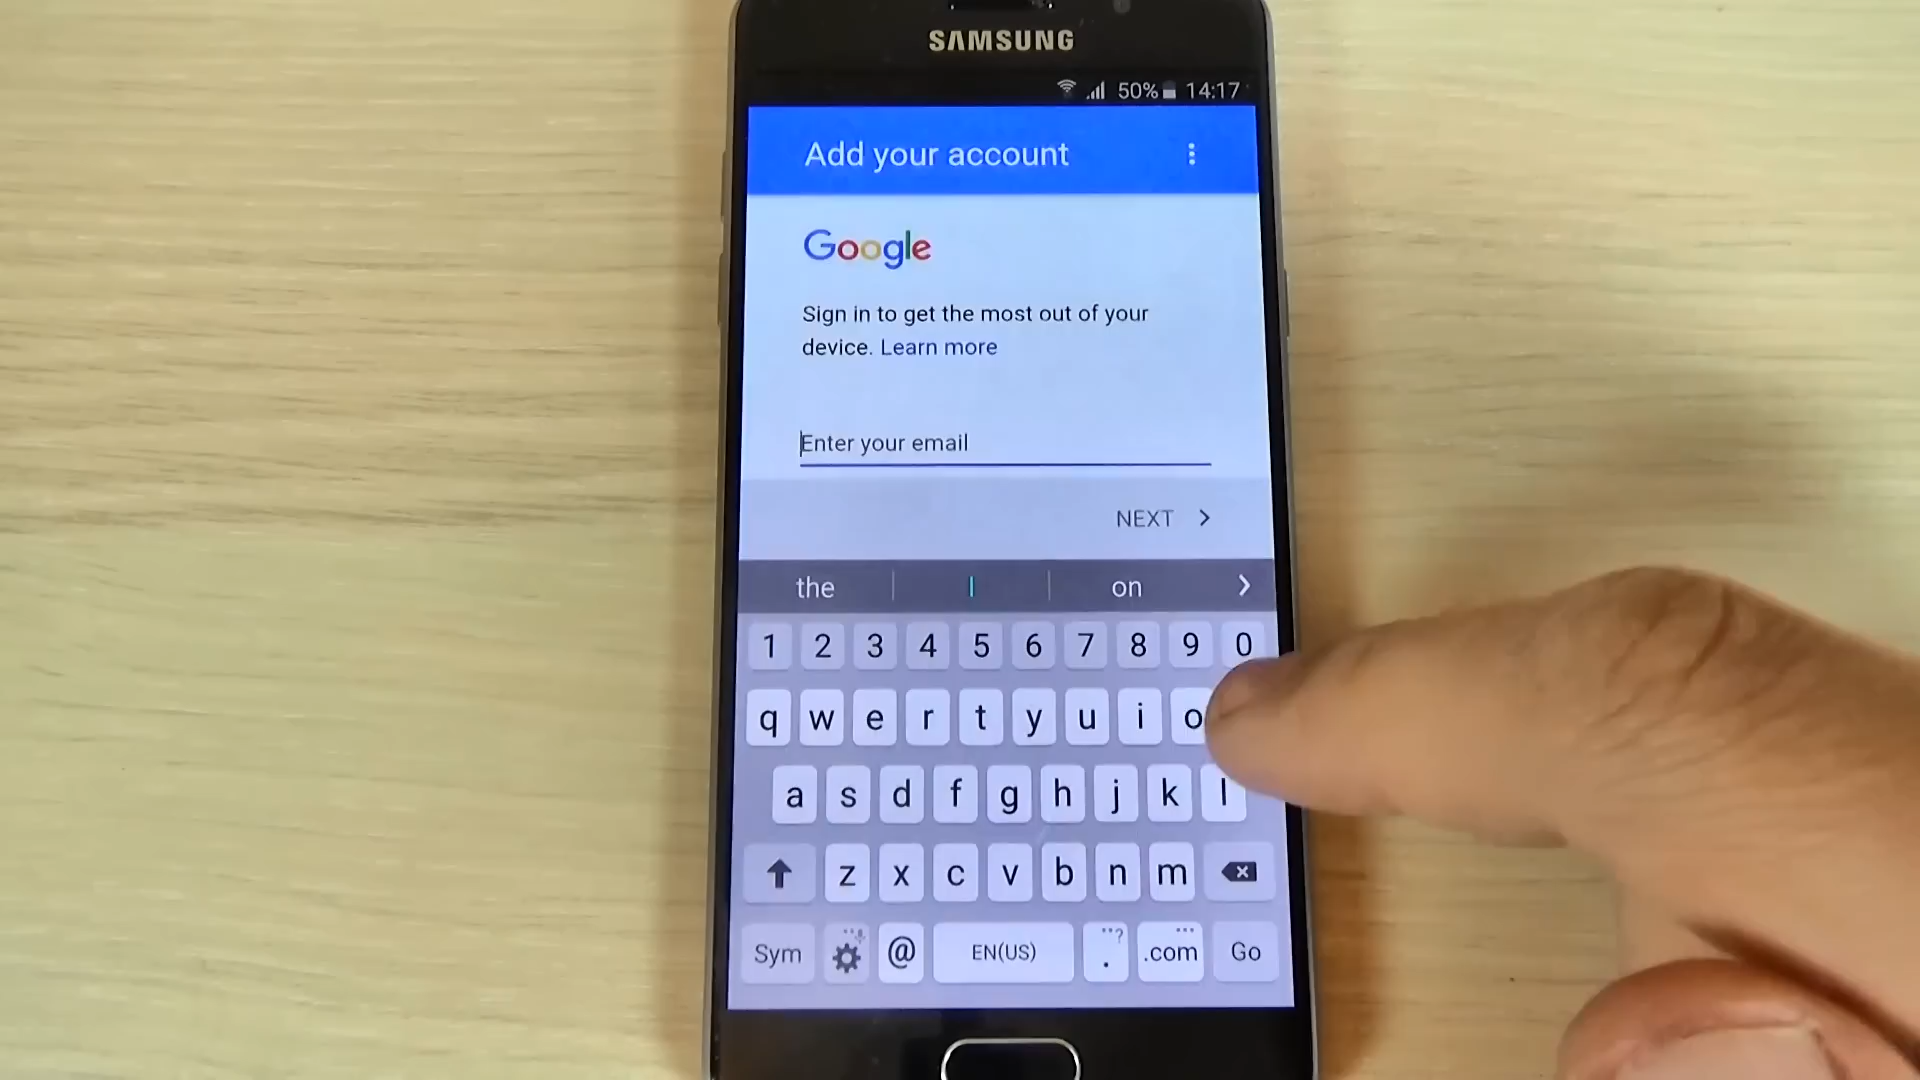 SAMSUNG
50% 14:17
Add your account
Google
Sign in to get the most out of your
device. Learn more
Enter your email
NEXT
the | on
1 2 3 4 5 6 7 8 9 0
q w e r t y u i o
a s d f g h j k l
z x c v b n m
Sym @ EN(US) . ? .com Go